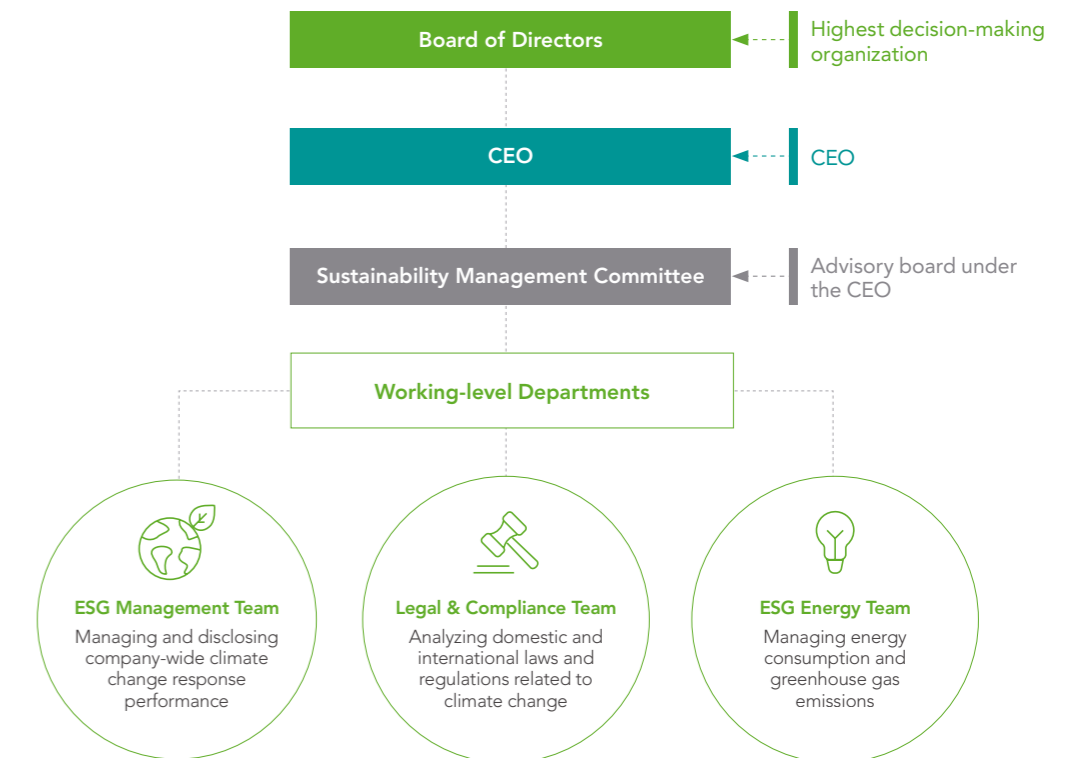 Board of Directors
Highest decision-making
organization
CEO
CEO
Sustainability Management Committee
Advisory board under
the CEO
Working-level Departments
ESG Management Team
Managing and disclosing
company-wide climate
change response
performance
Legal & Compliance Team
Analyzing domestic and
international laws and
regulations related to
climate change
ESG Energy Team
Managing energy
consumption and
greenhouse gas
emissions